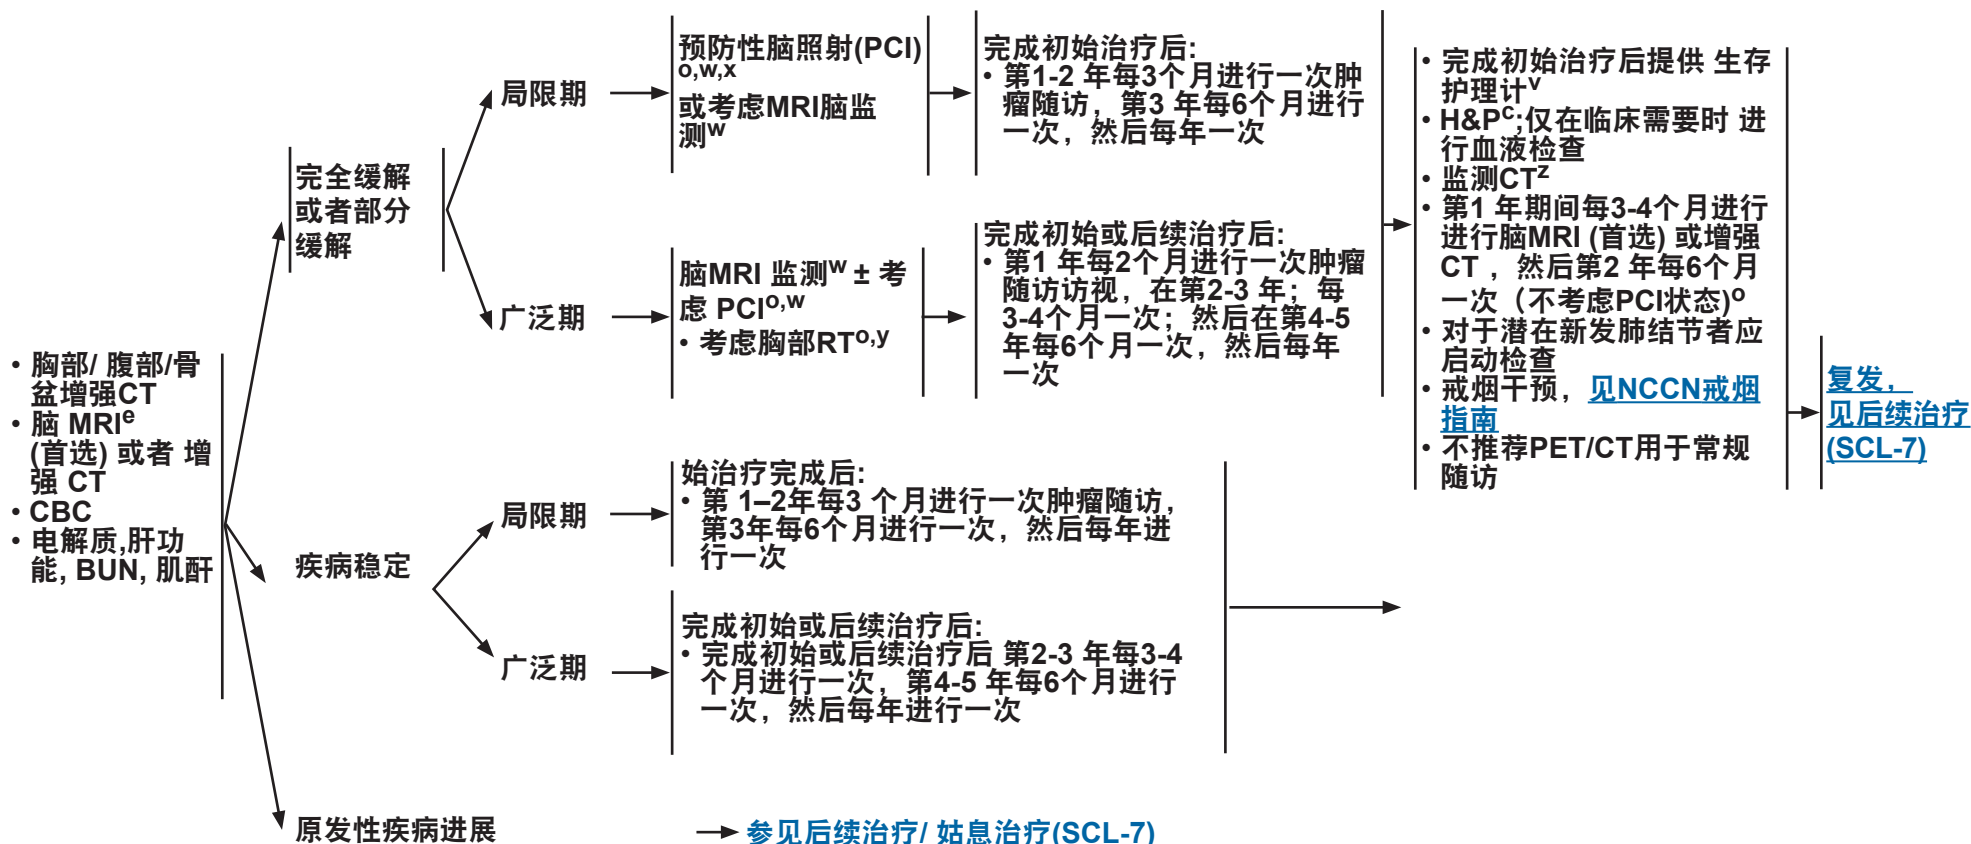 • 胸部/ 腹部/骨
盆增强CT
• 脑 MRIe
(首选) 或者 增
强 CT
• CBC
• 电解质,肝功
能, BUN, 肌酐
完全缓解
或者部分
缓解
局限期
预防性脑照射(PCI)
o,w,x
或考虑MRI脑监
测w
完成初始治疗后:
• 第1-2 年每3个月进行一次肿
瘤随访，第3 年每6个月进行
一次，然后每年一次
广泛期
脑MRI 监测w ± 考
虑 PCIo,w
• 考虑胸部RTo,y
完成初始或后续治疗后:
• 第1 年每2个月进行一次肿瘤
随访访视，在第2-3 年；每
3-4个月一次；然后在第4-5
年每6个月一次，然后每年
一次
疾病稳定
局限期
始治疗完成后:
• 第 1–2年每3 个月进行一次肿瘤随访,
第3年每6个月进行一次，然后每年进
行一次
广泛期
完成初始或后续治疗后:
• 完成初始或后续治疗后 第2-3 年每3-4
个月进行一次，第4-5 年每6个月进行
一次，然后每年进行一次
原发性疾病进展
参见后续治疗/ 姑息治疗(SCL-7)
• 完成初始治疗后提供 生存
护理计v
• H&Pc;仅在临床需要时 进
行血液检查
• 监测CTz
• 第1 年期间每3-4个月进行
进行脑MRI (首选) 或增强
CT ，然后第2 年每6个月
一次（不考虑PCI状态)o
• 对于潜在新发肺结节者应
启动检查
• 戒烟干预，见NCCN戒烟
指南
• 不推荐PET/CT用于常规
随访
复发，
见后续治疗
(SCL-7)